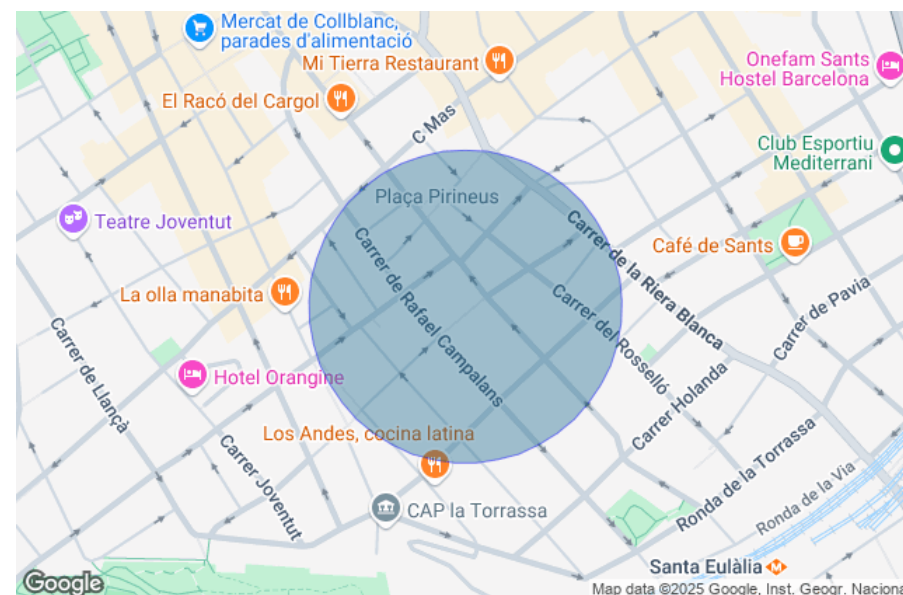 Mercat de Collblanc,
parades d'alimentació
Mi Tierra Restaurant
Onefam Sants
Hostel Barcelona
El Racó del Cargol
C Mas
Club Esportiu
Mediterrani
Plaça Pirineus
Teatre Joventut
Carrer de la Riera Blanca
Café de Sants
Carrer de Rafael Campalans
La olla manabita
Carrer del Rosselló
Carrer de Pavia
Carrer de Llançà
Hotel Orangine
Carrer Holanda
Los Andes, cocina latina
Carrer Joventut
Ronda de la Torrassa
Ronda de la Via
CAP la Torrassa
Santa Eulàlia
Google
Map data ©2025 Google, Inst. Geogr. Naciona